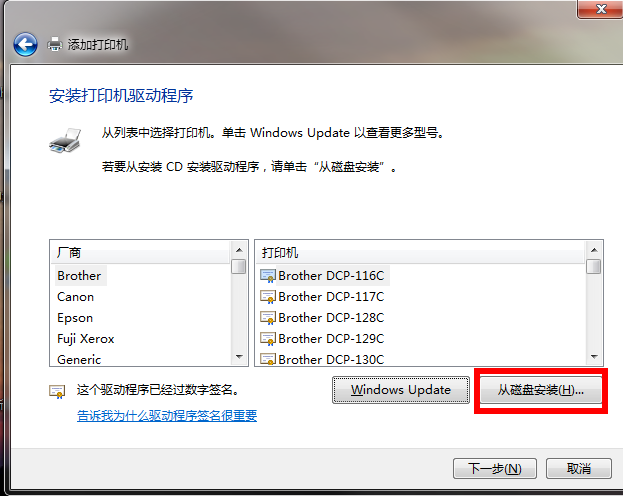 添加打印机
安装打印机驱动程序
从列表中选择打印机。单击 Windows Update 以查看更多型号。
若要从安装 CD 安装驱动程序，请单击“从磁盘安装”。
厂商
Brother
Canon
Epson
Fuji Xerox
Generic
打印机
Brother DCP-116C
Brother DCP-117C
Brother DCP-128C
Brother DCP-129C
Brother DCP-130C
这个驱动程序已经过数字签名。
告诉我为什么驱动程序签名很重要
Windows Update
从磁盘安装(H)...
下一步(N)
取消